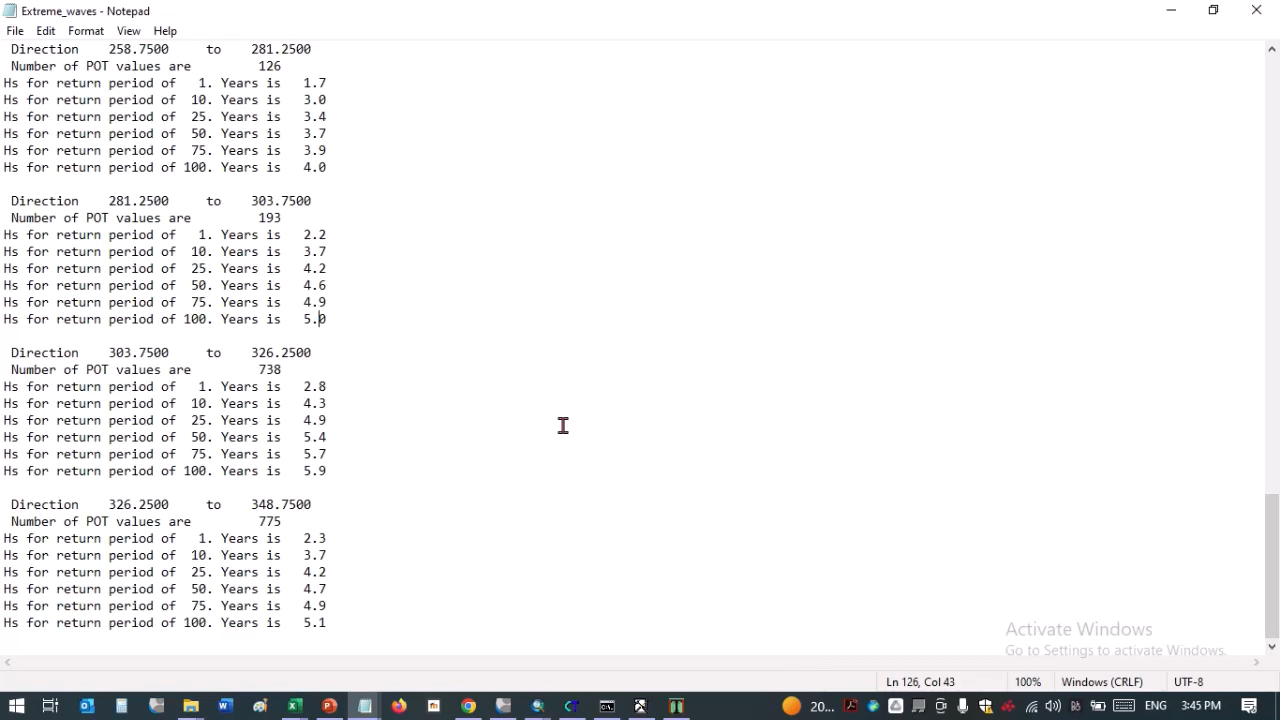 Extreme_waves - Notepad
File Edit Format View Help
Direction 258.7500 to 281.2500
Number of POT values are 126
Hs for return period of 1. Years is 1.7
Hs for return period of 10. Years is 3.0
Hs for return period of 25. Years is 3.4
Hs for return period of 50. Years is 3.7
Hs for return period of 75. Years is 3.9
Hs for return period of 100. Years is 4.0
Direction 281.2500 to 303.7500
Number of POT values are 193
Hs for return period of 1. Years is 2.2
Hs for return period of 10. Years is 3.7
Hs for return period of 25. Years is 4.2
Hs for return period of 50. Years is 4.6
Hs for return period of 75. Years is 4.9
Hs for return period of 100. Years is 5.0
Direction 303.7500 to 326.2500
Number of POT values are 738
Hs for return period of 1. Years is 2.8
Hs for return period of 10. Years is 4.3
Hs for return period of 25. Years is 4.9
Hs for return period of 50. Years is 5.4
Hs for return period of 75. Years is 5.7
Hs for return period of 100. Years is 5.9
Direction 326.2500 to 348.7500
Number of POT values are 775
Hs for return period of 1. Years is 2.3
Hs for return period of 10. Years is 3.7
Hs for return period of 25. Years is 4.2
Hs for return period of 50. Years is 4.7
Hs for return period of 75. Years is 4.9
Hs for return period of 100. Years is 5.1
Activate Windows
Go to Settings to activate Windows.
Ln 126, Col 43 100% Windows (CRLF) UTF-8
20... ENG 3:45 PM